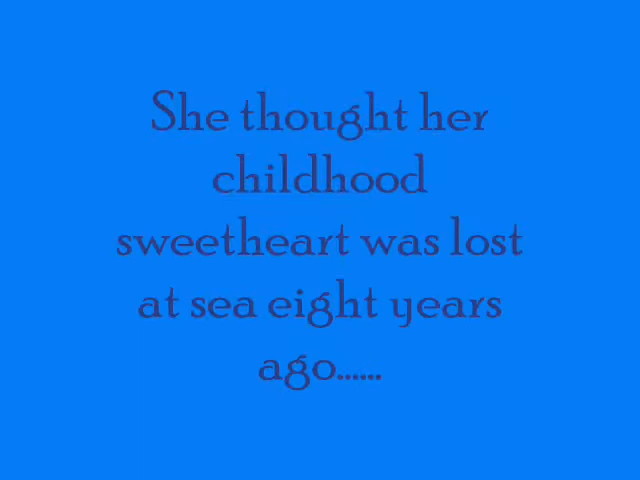 She thought her
childhood
sweetheart was lost
at sea eight years
ago......